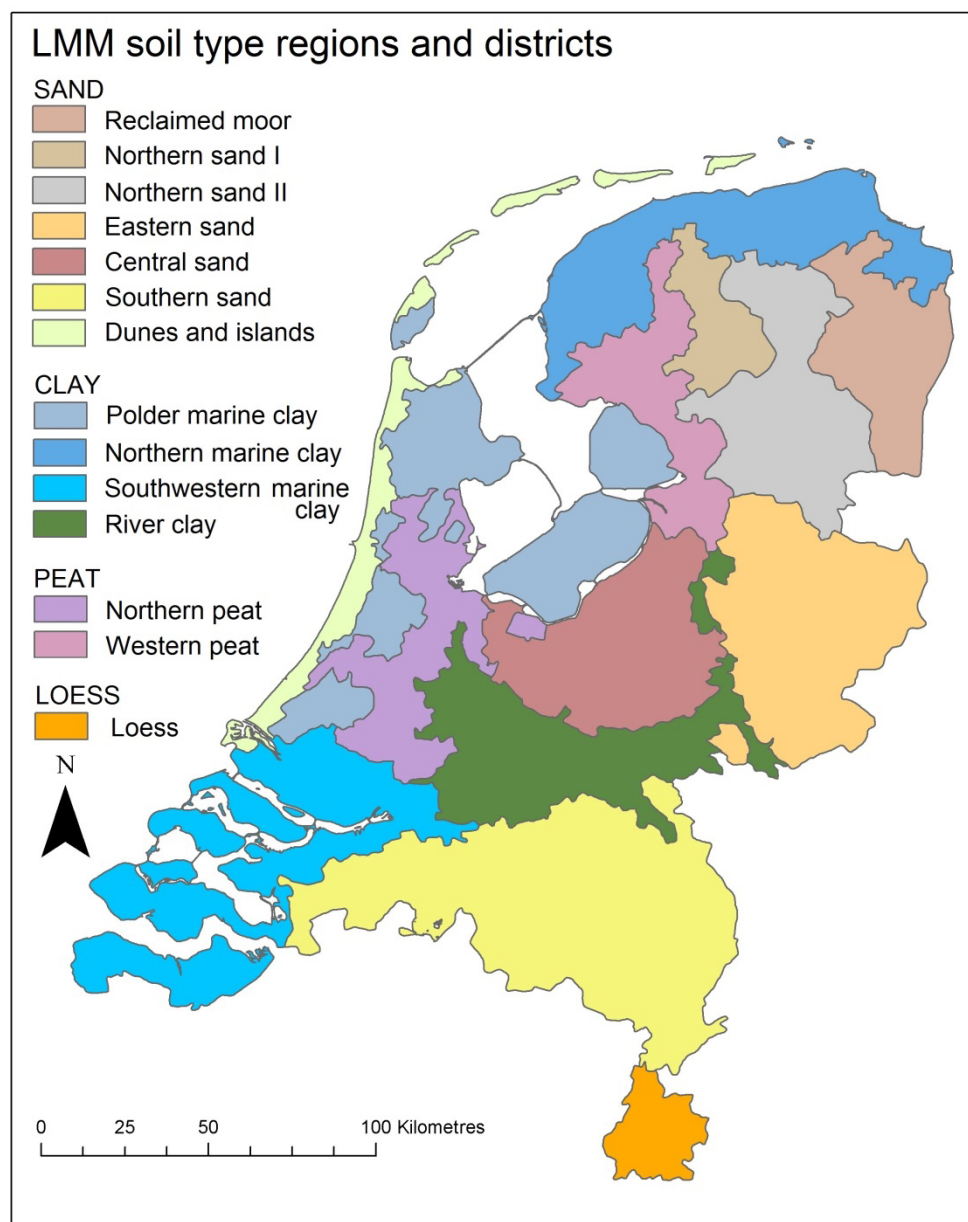 LMM soil type regions and districts
SAND
Reclaimed moor
Northern sand I
Northern sand II
Eastern sand
Central sand
Southern sand
Dunes and islands
CLAY
Polder marine clay
Northern marine clay
Southwestern marine
clay
River clay
PEAT
Northern peat
Western peat
LOESS
Loess
N
0 25 50 100 Kilometres